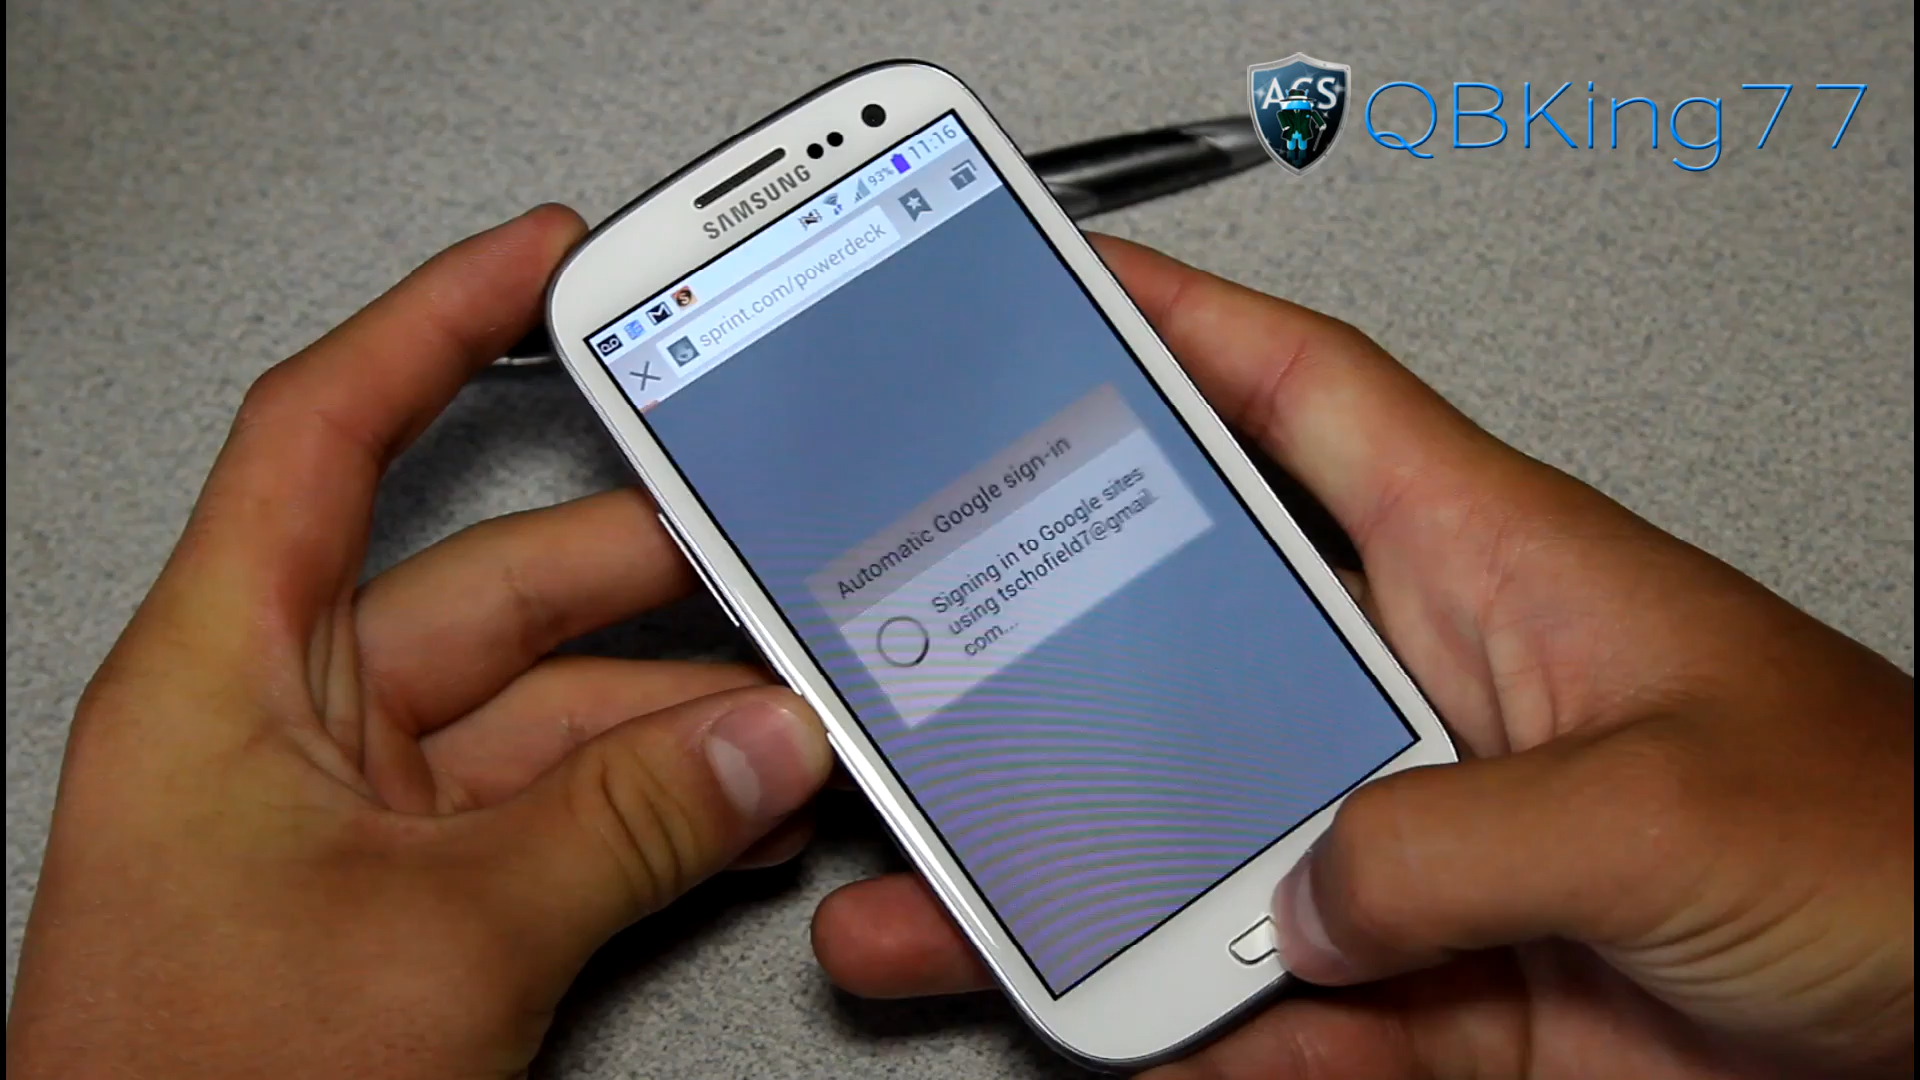 ACS
QBKing77
SAMSUNG
93% 11:16
sprint.com/powerdeck
1
Automatic Google sign-in
Signing in to Google sites
using tschofield7@gmail.
com...